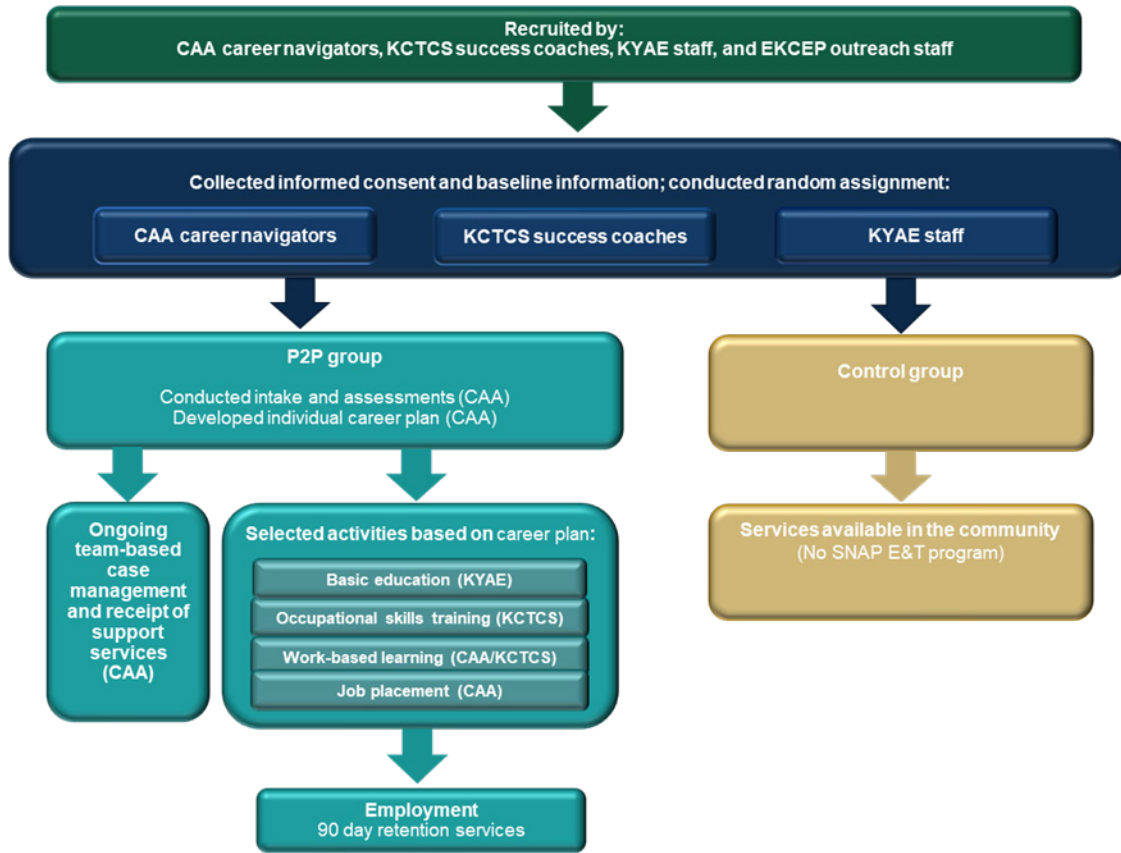 Recruited by:
CAA career navigators, KCTCS success coaches, KYAE staff, and EKCEP outreach staff
Collected informed consent and baseline information; conducted random assignment:
CAA career navigators
KCTCS success coaches
KYAE staff
P2P group
Conducted intake and assessments (CAA)
Developed individual career plan (CAA)
Control group
Ongoing
team-based
case
management
and receipt of
support
services
(CAA)
Selected activities based on career plan:
Basic education (KYAE)
Occupational skills training (KCTCS)
Work-based learning (CAA/KCTCS)
Job placement (CAA)
Services available in the community
(No SNAP E&T program)
Employment
90 day retention services